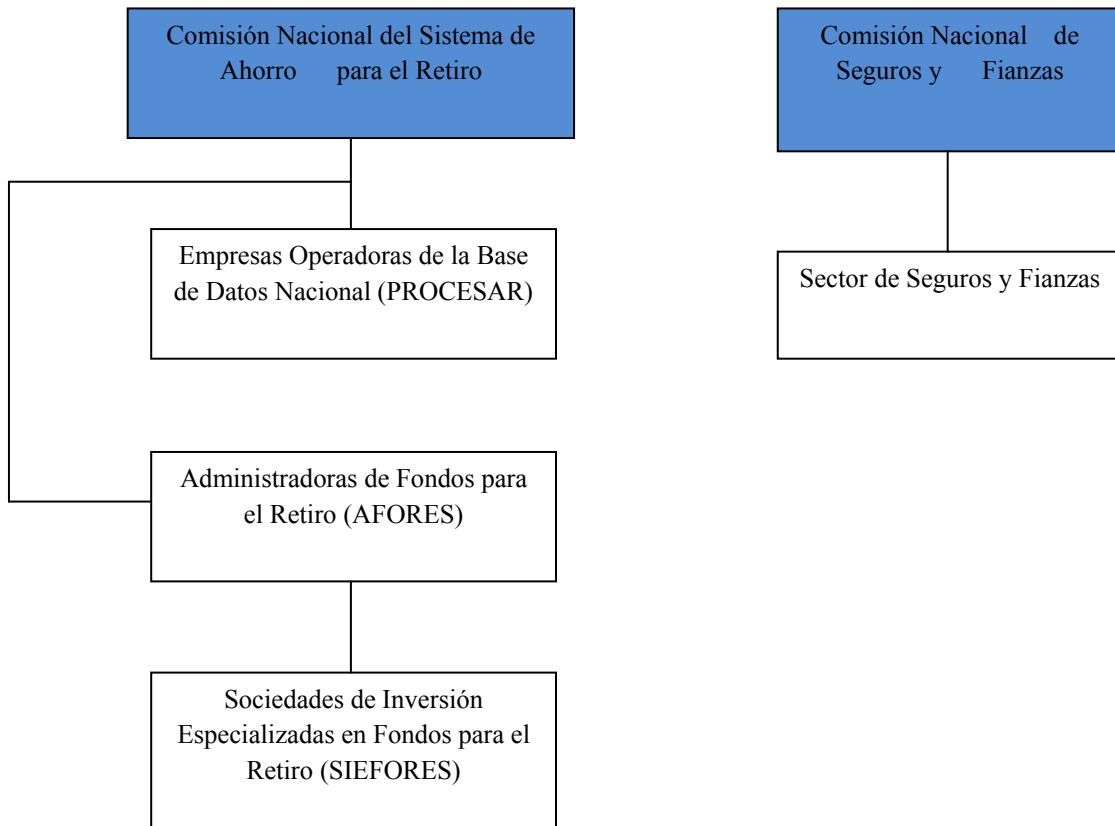 Comisión Nacional del Sistema de
Ahorro para el Retiro
Comisión Nacional de
Seguros y Fianzas
Empresas Operadoras de la Base
de Datos Nacional (PROCESAR)
Sector de Seguros y Fianzas
Administradoras de Fondos para
el Retiro (AFORES)
Sociedades de Inversión
Especializadas en Fondos para el
Retiro (SIEFORES)